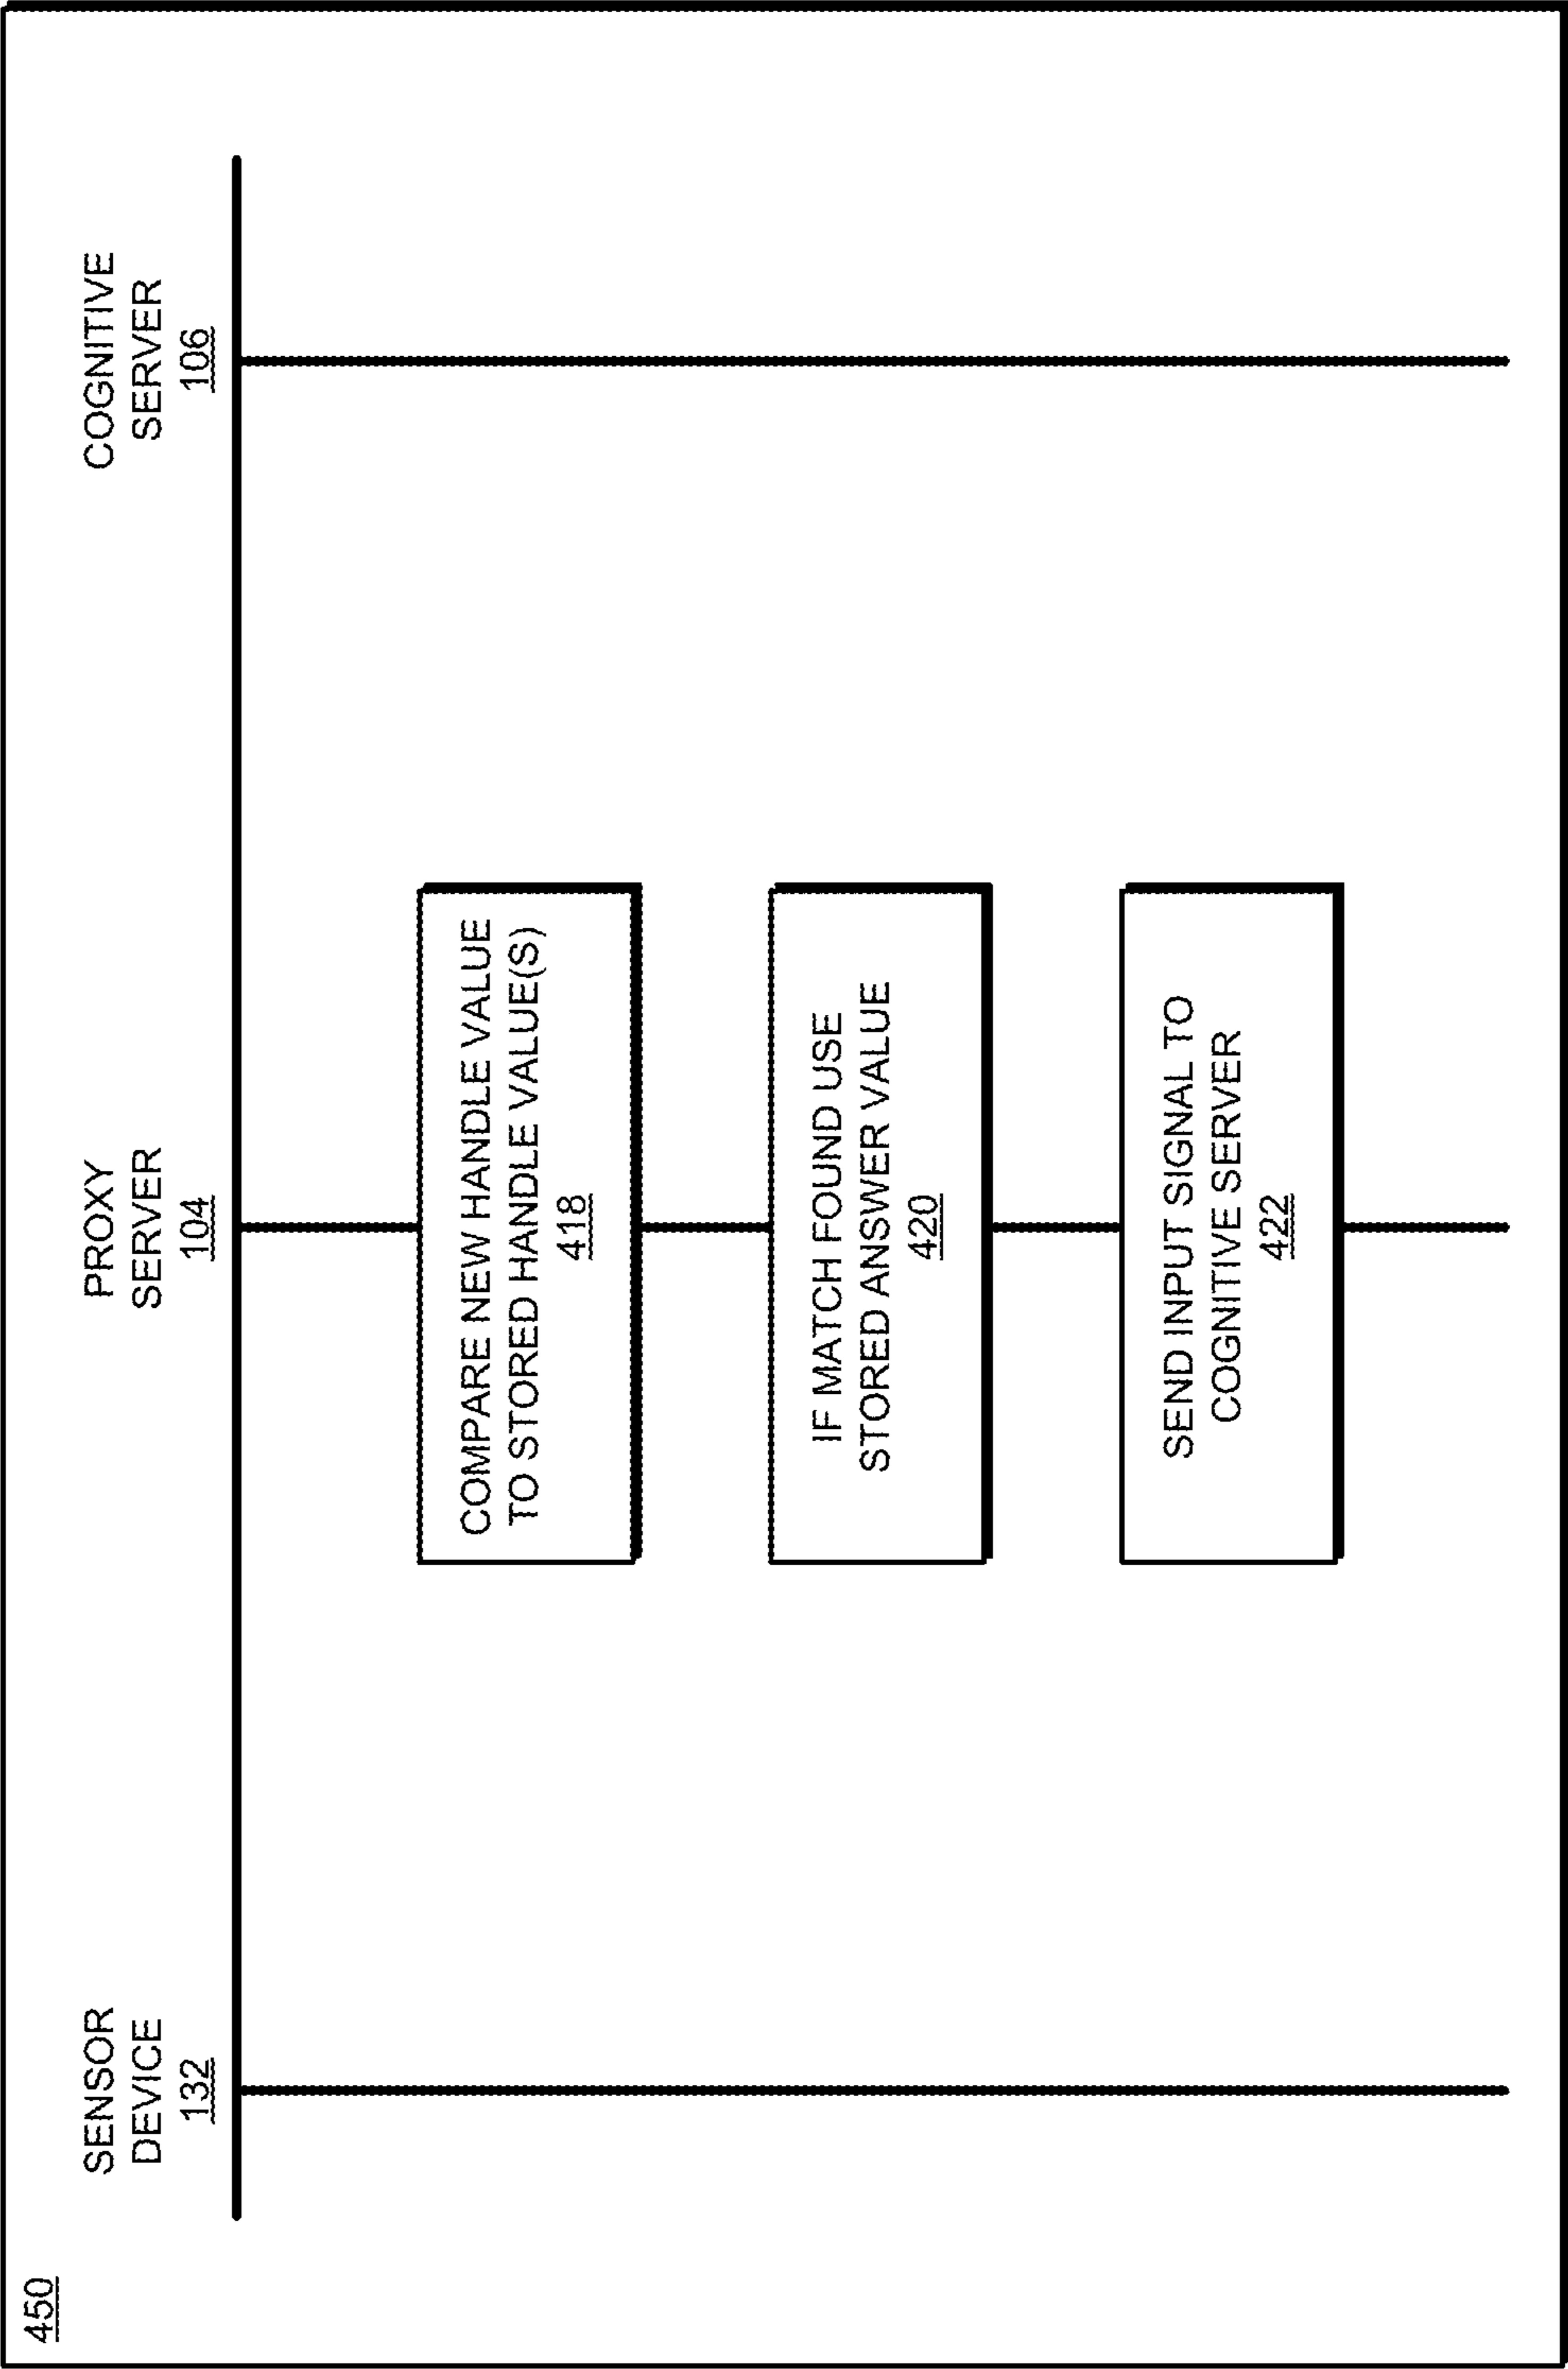 450
SENSOR
DEVICE
132
PROXY
SERVER
104
COGNITIVE
SERVER
106
COMPARE NEW HANDLE VALUE
TO STORED HANDLE VALUE(S)
418
IF MATCH FOUND USE
STORED ANSWER VALUE
420
SEND INPUT SIGNAL TO
COGNITIVE SERVER
422